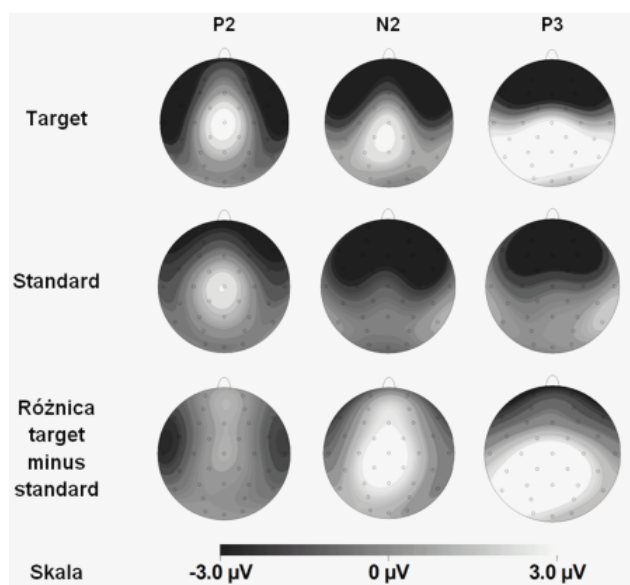 P2 N2 P3
Target
Standard
Różnica
target
minus
standard
Skala -3.0 µV 0 µV 3.0 µV